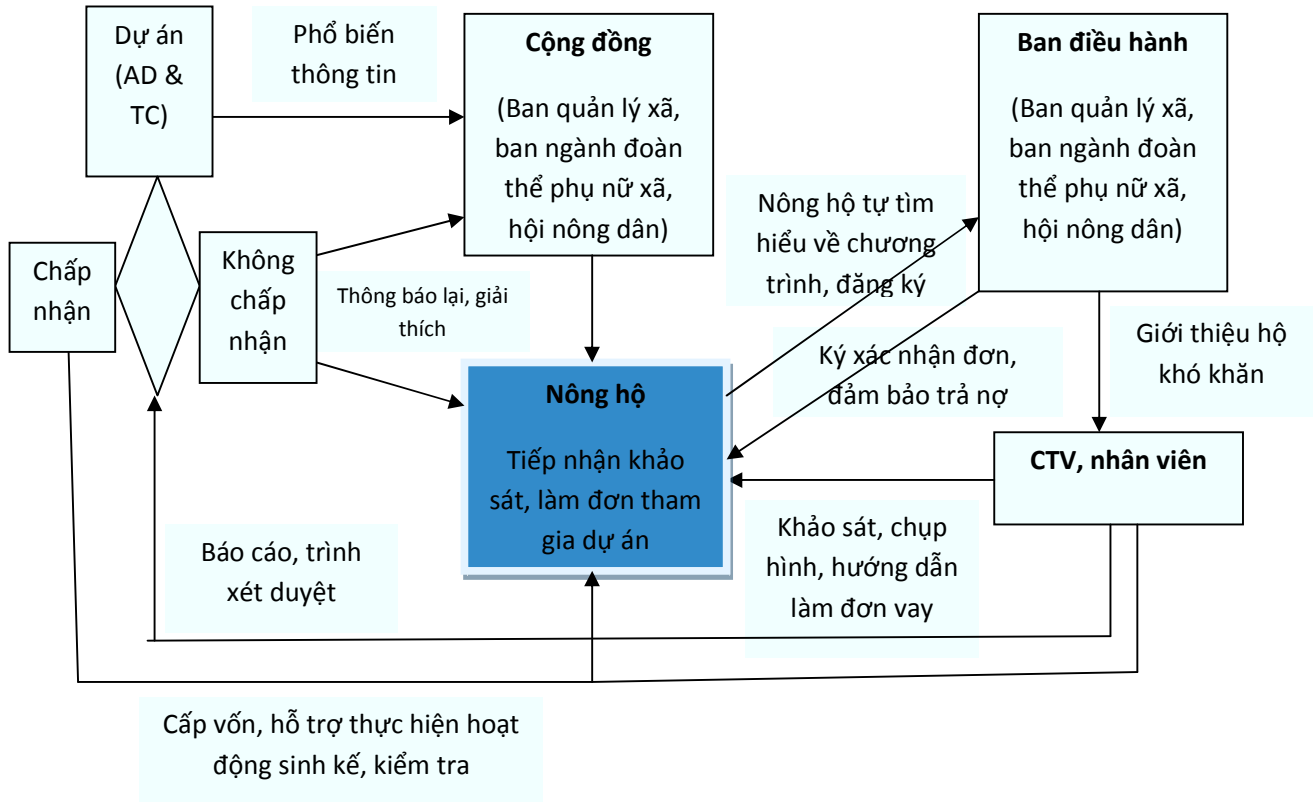 Dự án
(AD &
TC)
Phổ biến
thông tin
Cộng đồng
(Ban quản lý xã,
ban ngành đoàn
thể phụ nữ xã,
hội nông dân)
Ban điều hành
(Ban quản lý xã,
ban ngành đoàn
thể phụ nữ xã,
hội nông dân)
Nông hộ tự tìm
hiểu về chương
trình, đăng ký
Chấp
nhận
Không
chấp
nhận
Thông báo lại, giải
thích
Ký xác nhận đơn,
đảm bảo trả nợ
Giới thiệu hộ
khó khăn
Nông hộ
Tiếp nhận khảo
sát, làm đơn tham
gia dự án
CTV, nhân viên
Khảo sát, chụp
hình, hướng dẫn
làm đơn vay
Báo cáo, trình
xét duyệt
Cấp vốn, hỗ trợ thực hiện hoạt
động sinh kế, kiểm tra